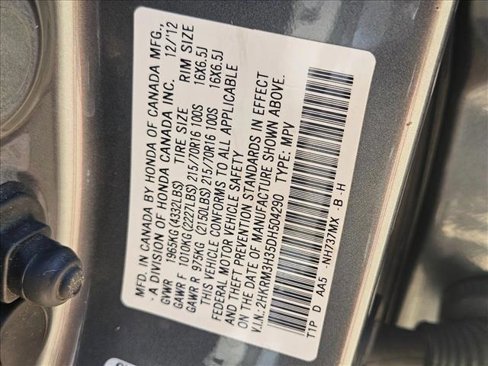 MFD. IN CANADA BY HONDA OF CANADA MFG.,
· A DIVISION OF HONDA CANADA INC. 12/12
GVWR 1965KG (4332LBS) TIRE SIZE RIM SIZE
GAWR F 1010KG (2227LBS) 215/70R16 100S 16X6.5J
GAWR R 975KG (2150LBS) 215/70R16 100S 16X6.5J
THIS VEHICLE CONFORMS TO ALL APPLICABLE
FEDERAL MOTOR VEHICLE SAFETY
AND THEFT PREVENTION STANDARDS IN EFFECT
ON THE DATE OF MANUFACTURE SHOWN ABOVE.
V.I.N.: 2HKRM3H35DH504290 TYPE: MPV
T1P D AA5 NH737MX B -H